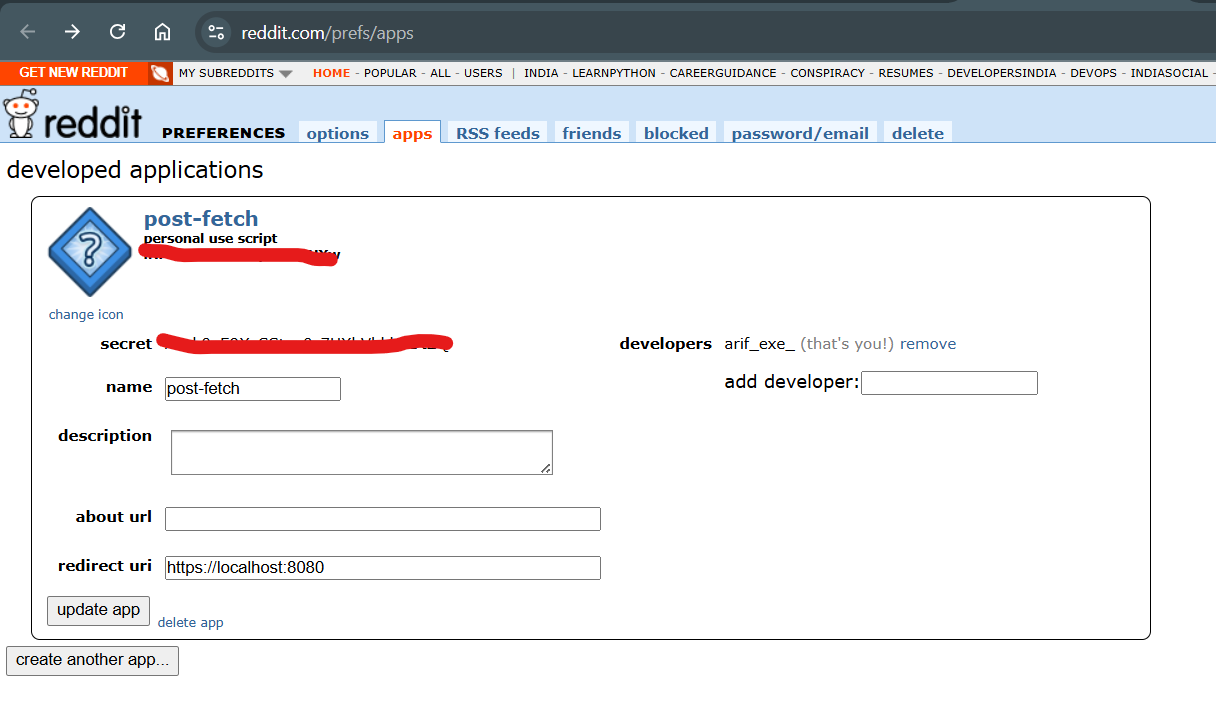 reddit.com/prefs/apps
GET NEW REDDIT MY SUBREDDITS HOME - POPULAR - ALL - USERS | INDIA - LEARNPYTHON - CAREERGUIDANCE - CONSPIRACY - RESUMES - DEVELOPERSINDIA - DEVOPS - INDIASOCIAL -
reddit PREFERENCES options apps RSS feeds friends blocked password/email delete
developed applications
post-fetch
personal use script
change icon
secret developers arif_exe_ (that's you!) remove
name post-fetch add developer:
description
about url
redirect uri https://localhost:8080
update app delete app
create another app...